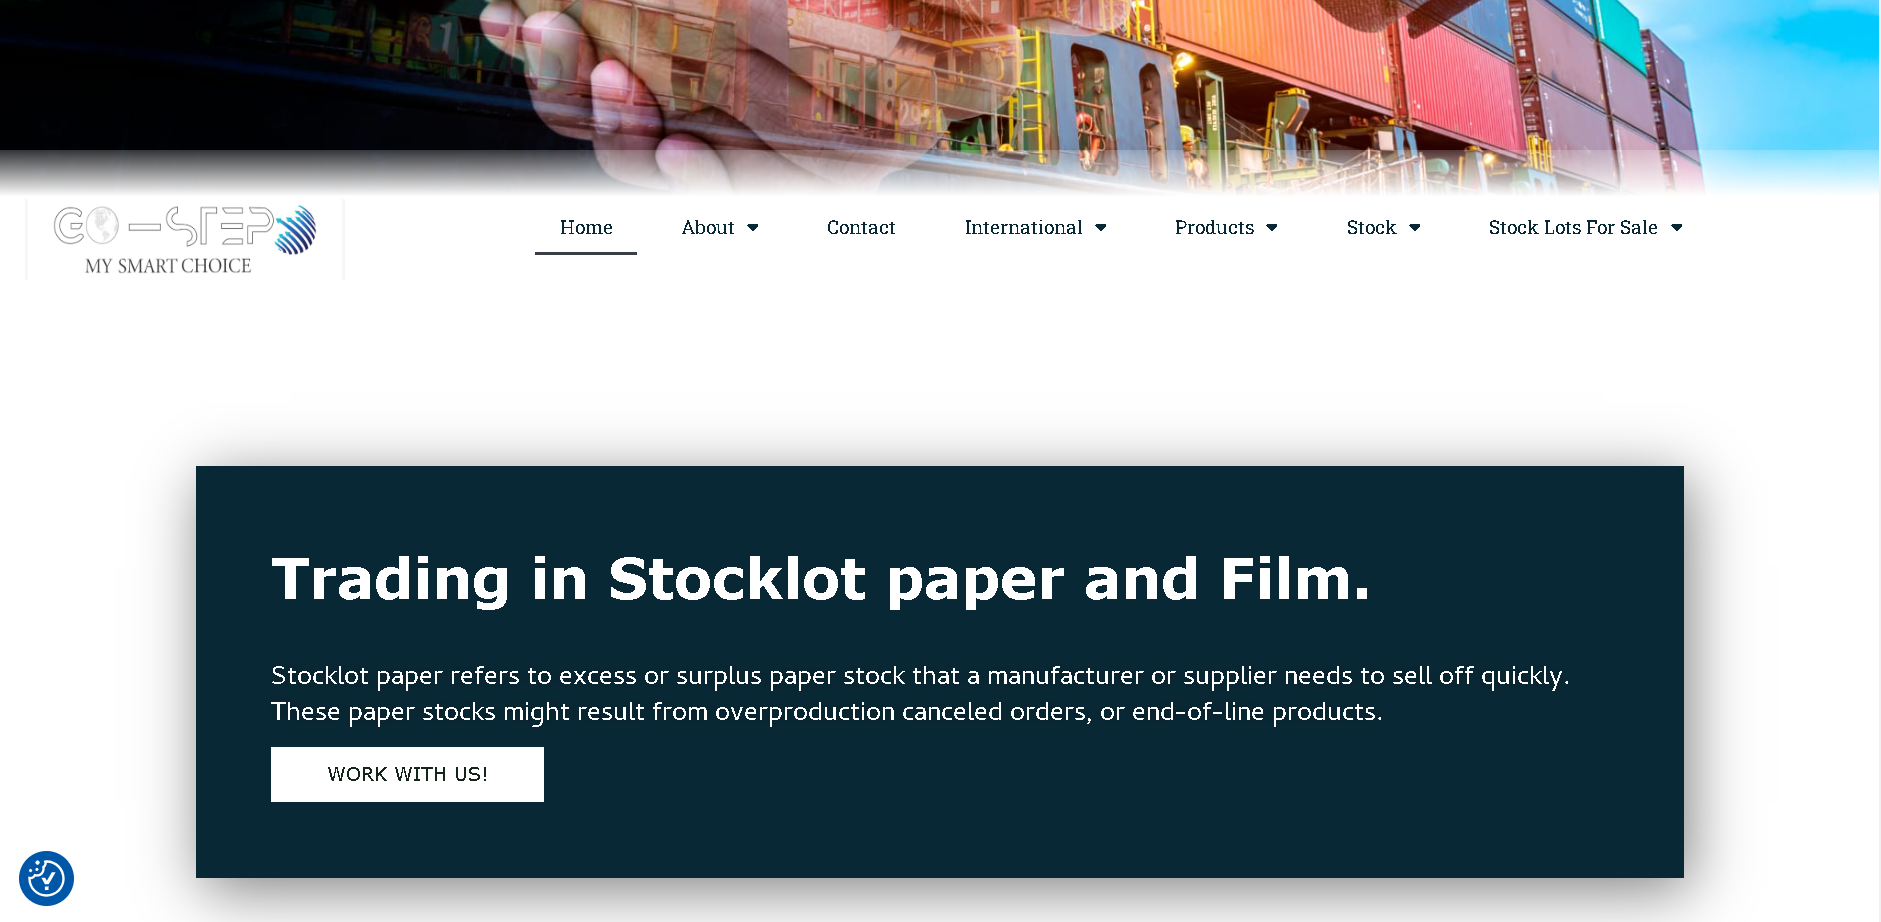 GO-STEP
MY SMART CHOICE
Home
About
Contact
International
Products
Stock
Stock Lots For Sale
Trading in Stocklot paper and Film.
Stocklot paper refers to excess or surplus paper stock that a manufacturer or supplier needs to sell off quickly.
These paper stocks might result from overproduction canceled orders, or end-of-line products.
WORK WITH US!